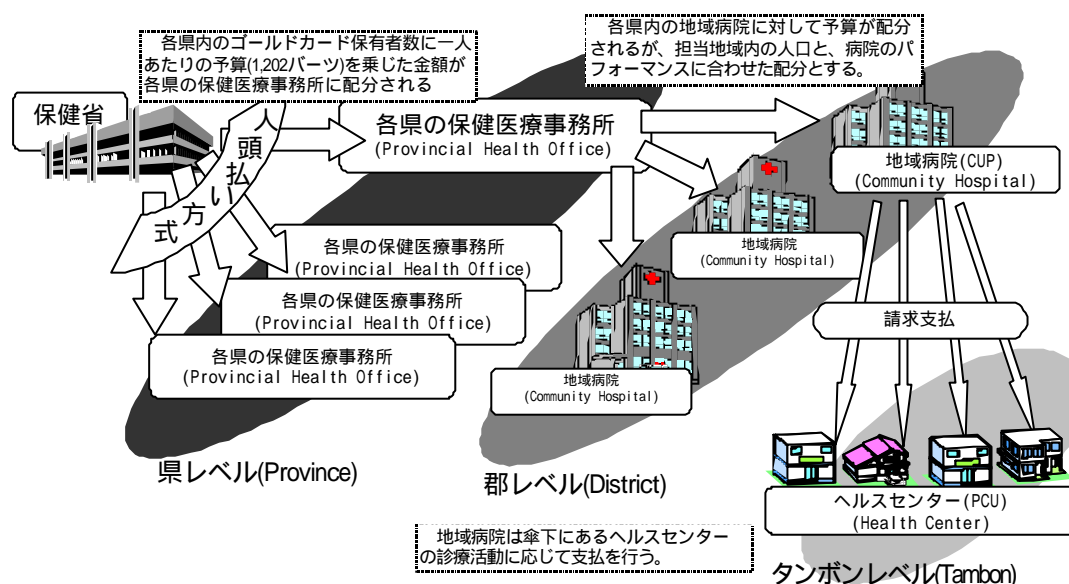 各県内のゴールドカード保有者数に一人
あたりの予算(1,202バーツ)を乗じた金額が
各県の保健医療事務所に配分される
各県内の地域病院に対して予算が配分
されるが、担当地域内の人口と、病院のパ
フォーマンスに合わせた配分とする。
保健省
人頭払い方式
各県の保健医療事務所
(Provincial Health Office)
各県の保健医療事務所
(Provincial Health Office)
各県の保健医療事務所
(Provincial Health Office)
各県の保健医療事務所
(Provincial Health Office)
地域病院(CUP)
(Community Hospital)
地域病院
(Community Hospital)
地域病院
(Community Hospital)
請求支払
ヘルスセンター(PCU)
(Health Center)
県レベル(Province)
郡レベル(District)
地域病院は傘下にあるヘルスセンター
の診療活動に応じて支払を行う。
タンボンレベル(Tambon)